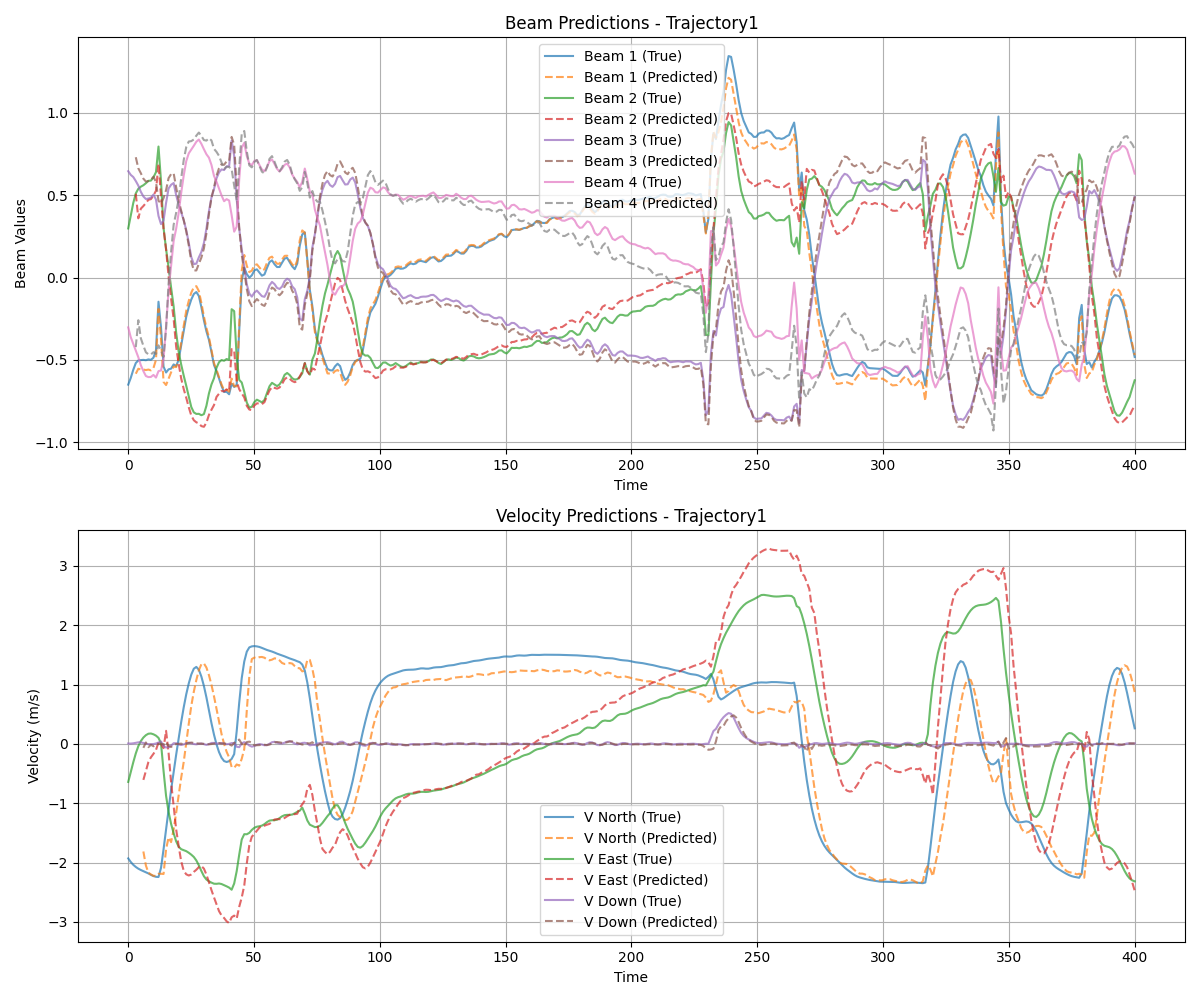 Beam Predictions - Trajectory1
Beam Values
1.0
0.5
0.0
−0.5
−1.0
Beam 1 (True)
Beam 1 (Predicted)
Beam 2 (True)
Beam 2 (Predicted)
Beam 3 (True)
Beam 3 (Predicted)
Beam 4 (True)
Beam 4 (Predicted)
0 50 100 150 200 250 300 350 400
Time
Velocity Predictions - Trajectory1
Velocity (m/s)
3
2
1
0
−1
−2
−3
V North (True)
V North (Predicted)
V East (True)
V East (Predicted)
V Down (True)
V Down (Predicted)
0 50 100 150 200 250 300 350 400
Time